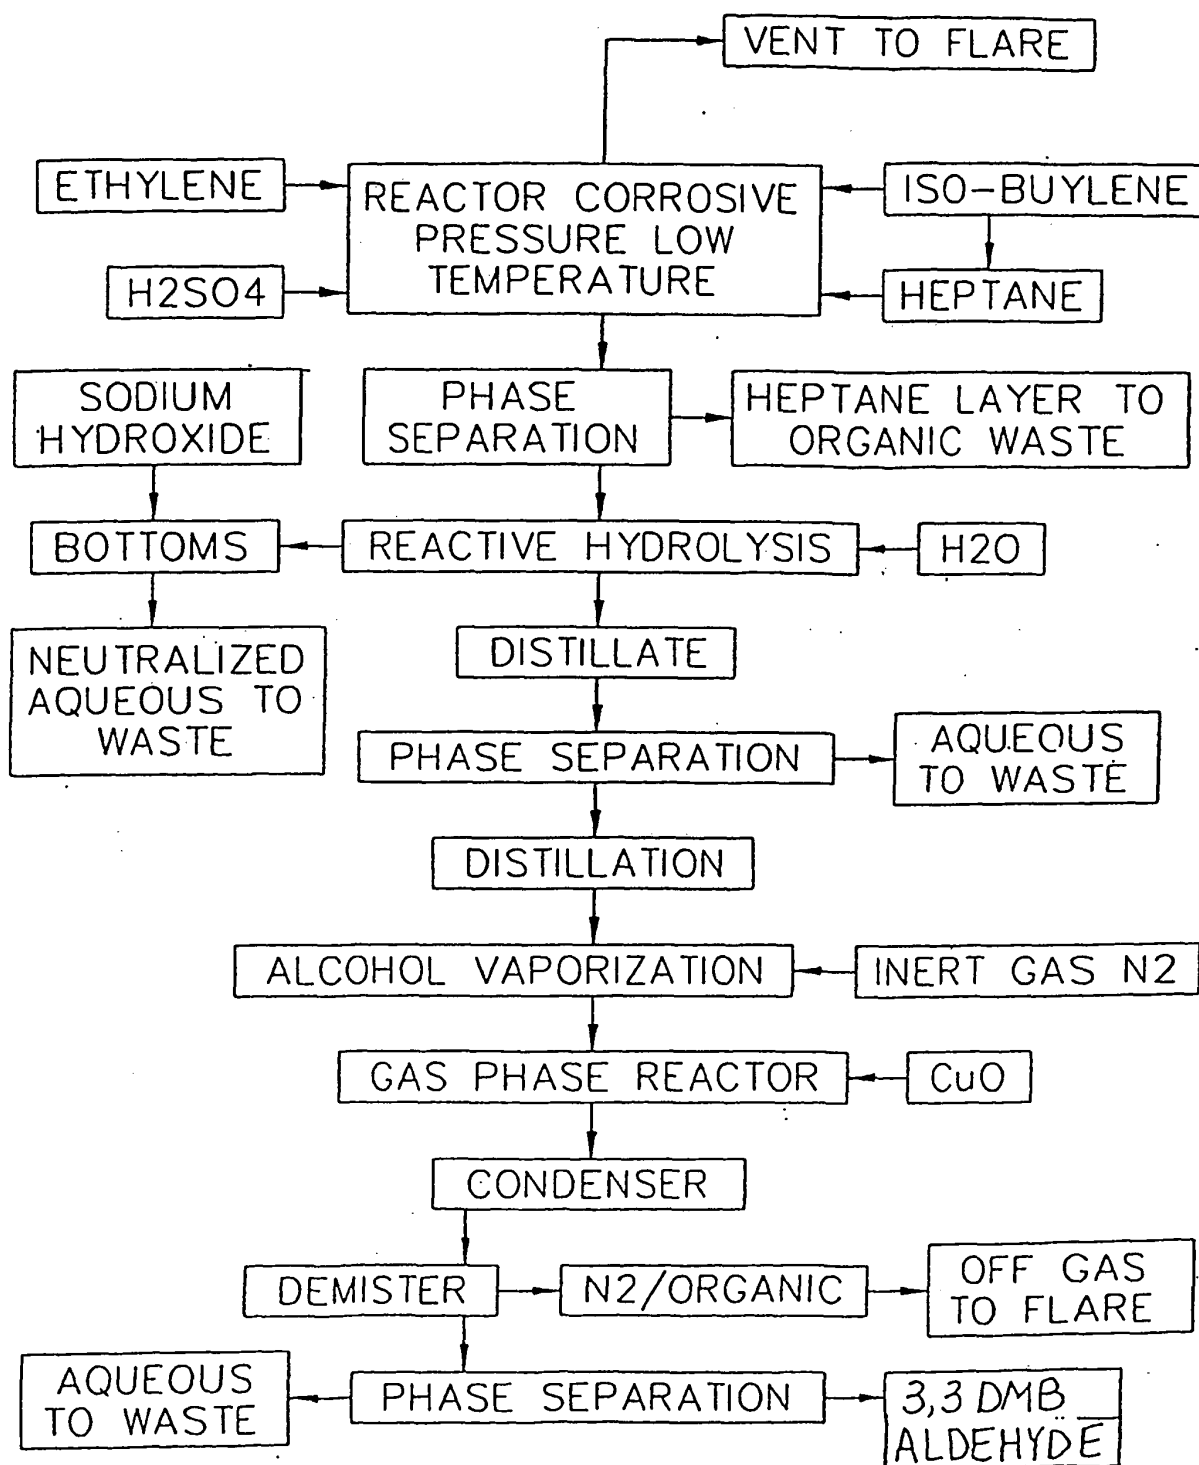 VENT TO FLARE
ETHYLENE
REACTOR CORROSIVE
PRESSURE LOW
TEMPERATURE
ISO-BUYLENE
H2SO4
HEPTANE
SODIUM
HYDROXIDE
PHASE
SEPARATION
HEPTANE LAYER TO
ORGANIC WASTE
BOTTOMS
REACTIVE HYDROLYSIS
H2O
NEUTRALIZED
AQUEOUS TO
WASTE
DISTILLATE
PHASE SEPARATION
AQUEOUS
TO WASTE
DISTILLATION
ALCOHOL VAPORIZATION
INERT GAS N2
GAS PHASE REACTOR
CuO
CONDENSER
DEMISTER
N2/ORGANIC
OFF GAS
TO FLARE
AQUEOUS
TO WASTE
PHASE SEPARATION
3,3 DMB
ALDEHYDE